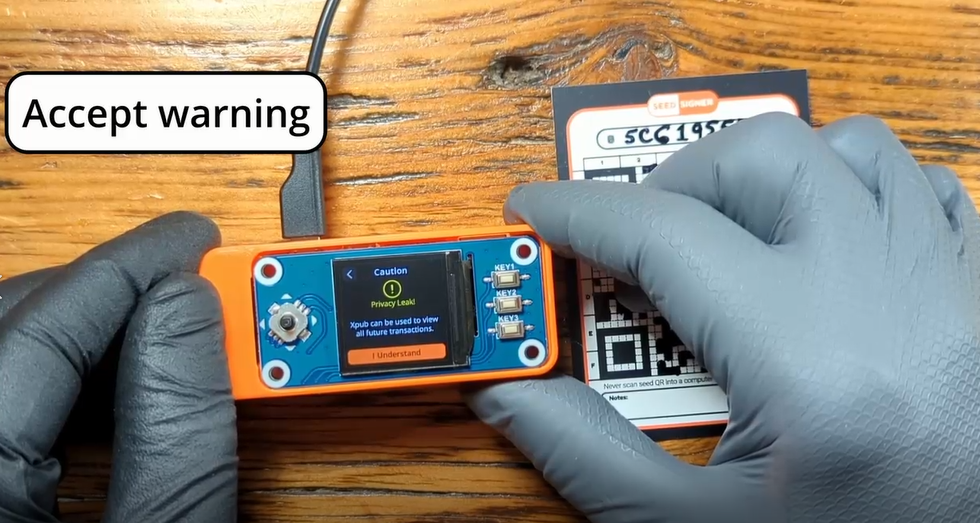 Accept warning
SEED SIGNER
Caution
Privacy Leak!
Xpub can be used to view
all future transactions.
I Understand
KEY1
KEY2
KEY3
Never scan seed QR into a computer
Notes: